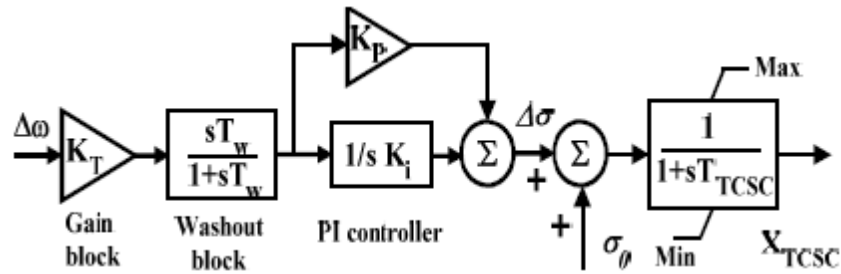 Δω
K_T
sT_w
1+sT_w
K_p
1/s K_i
Σ
Δσ
+
Σ
+
σ_0
1
1+sT_TCSC
Max
Min
X_TCSC
Gain
block
Washout
block
PI controller